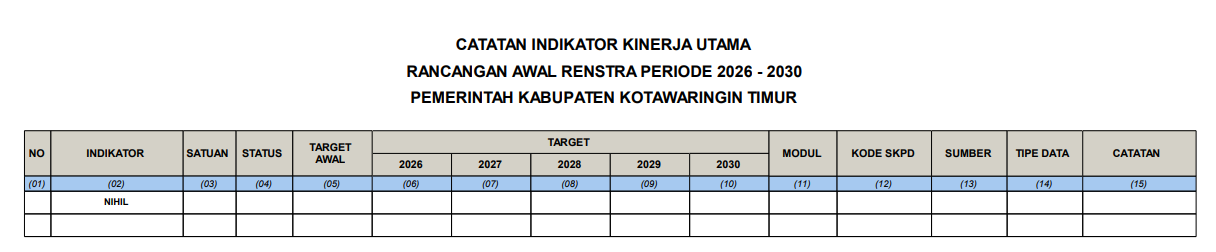 CATATAN INDIKATOR KINERJA UTAMA
RANCANGAN AWAL RENSTRA PERIODE 2026 - 2030
PEMERINTAH KABUPATEN KOTAWARINGIN TIMUR
NO INDIKATOR SATUAN STATUS TARGET AWAL TARGET MODUL KODE SKPD SUMBER TIPE DATA CATATAN
2026 2027 2028 2029 2030
(01) (02) (03) (04) (05) (06) (07) (08) (09) (10) (11) (12) (13) (14) (15)
NIHIL